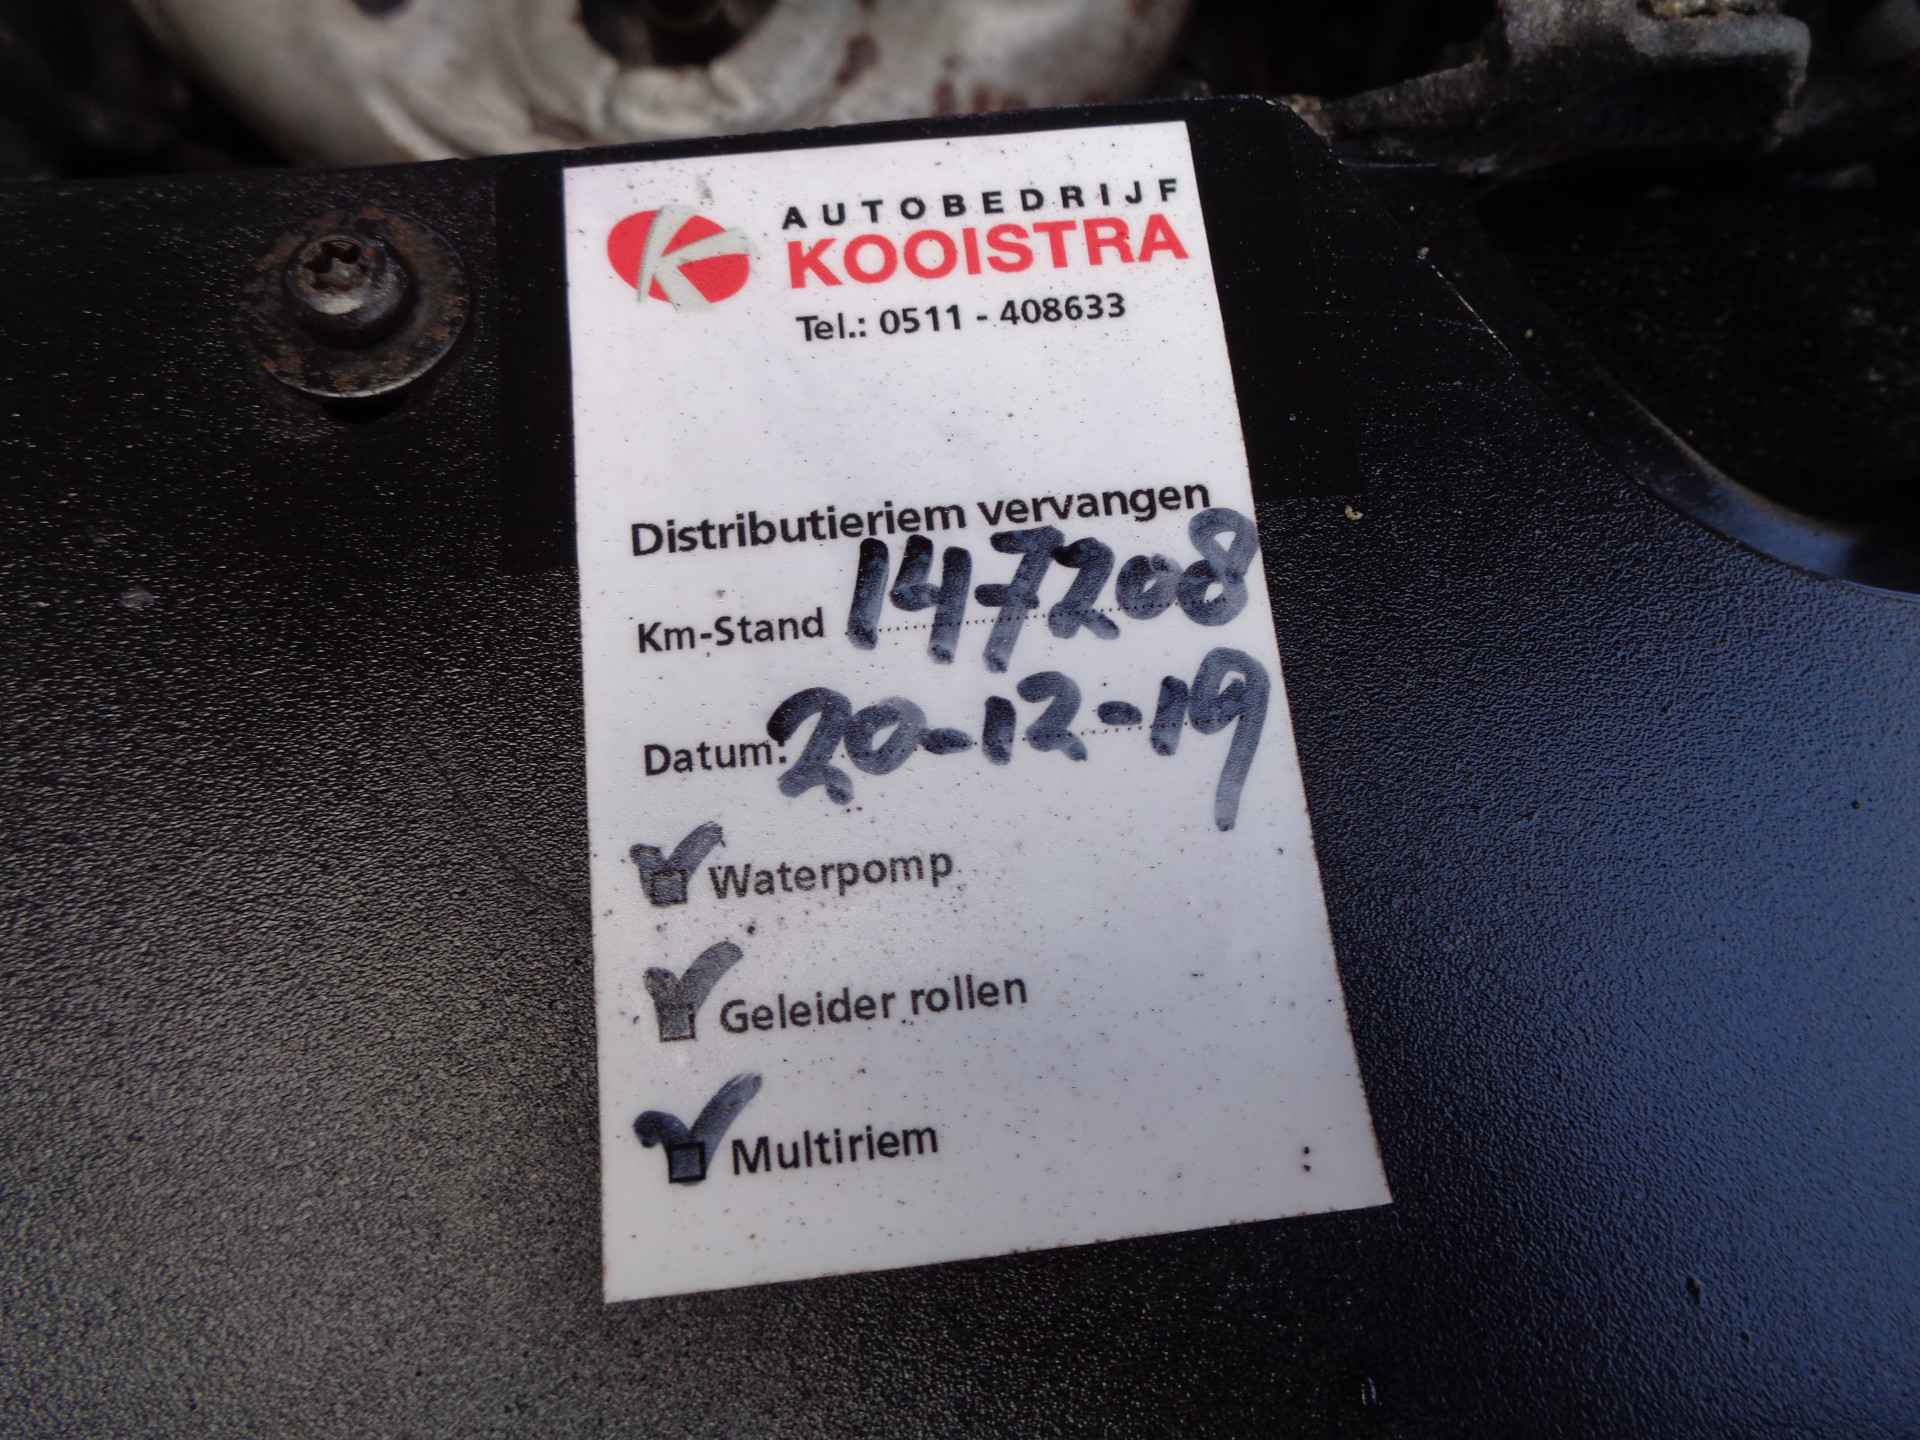 AUTOBEDRIJF
KOOISTRA
Tel.: 0511 - 408633
Distributieriem vervangen
Km-Stand 147208
Datum: 20-12-19
Waterpomp
Geleider rollen
Multiriem